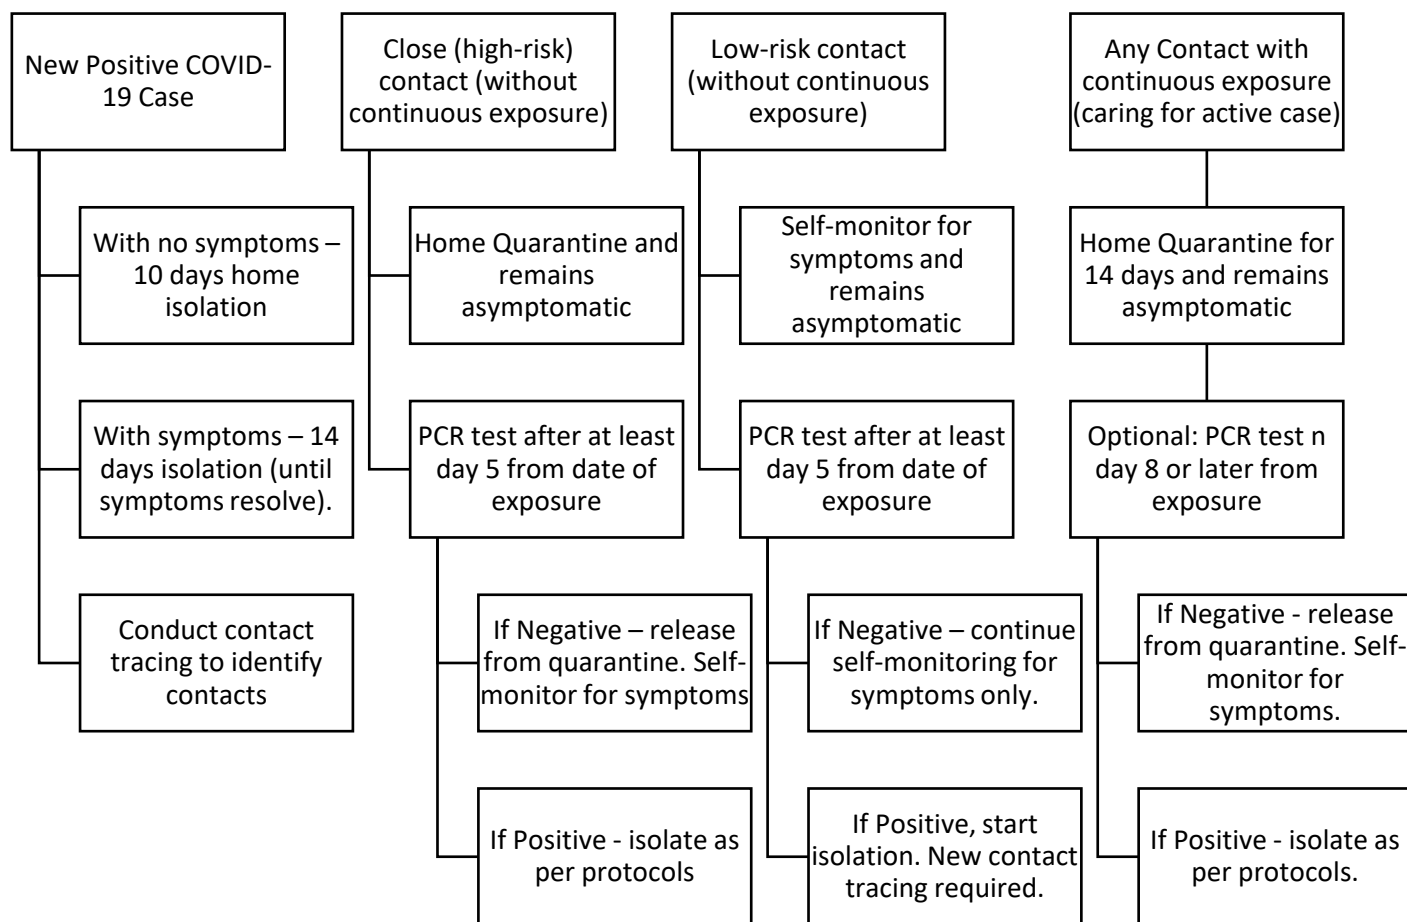 New Positive COVID-
19 Case
Close (high-risk)
contact (without
continuous exposure)
Low-risk contact
(without continuous
exposure)
Any Contact with
continuous exposure
(caring for active case)
With no symptoms –
10 days home
isolation
Home Quarantine and
remains
asymptomatic
Self-monitor for
symptoms and
remains
asymptomatic
Home Quarantine for
14 days and remains
asymptomatic
With symptoms – 14
days isolation (until
symptoms resolve).
PCR test after at least
day 5 from date of
exposure
PCR test after at least
day 5 from date of
exposure
Optional: PCR test n
day 8 or later from
exposure
Conduct contact
tracing to identify
contacts
If Negative – release
from quarantine. Self-
monitor for symptoms
If Negative – continue
self-monitoring for
symptoms only.
If Negative - release
from quarantine. Self-
monitor for
symptoms.
If Positive - isolate as
per protocols
If Positive, start
isolation. New contact
tracing required.
If Positive - isolate as
per protocols.